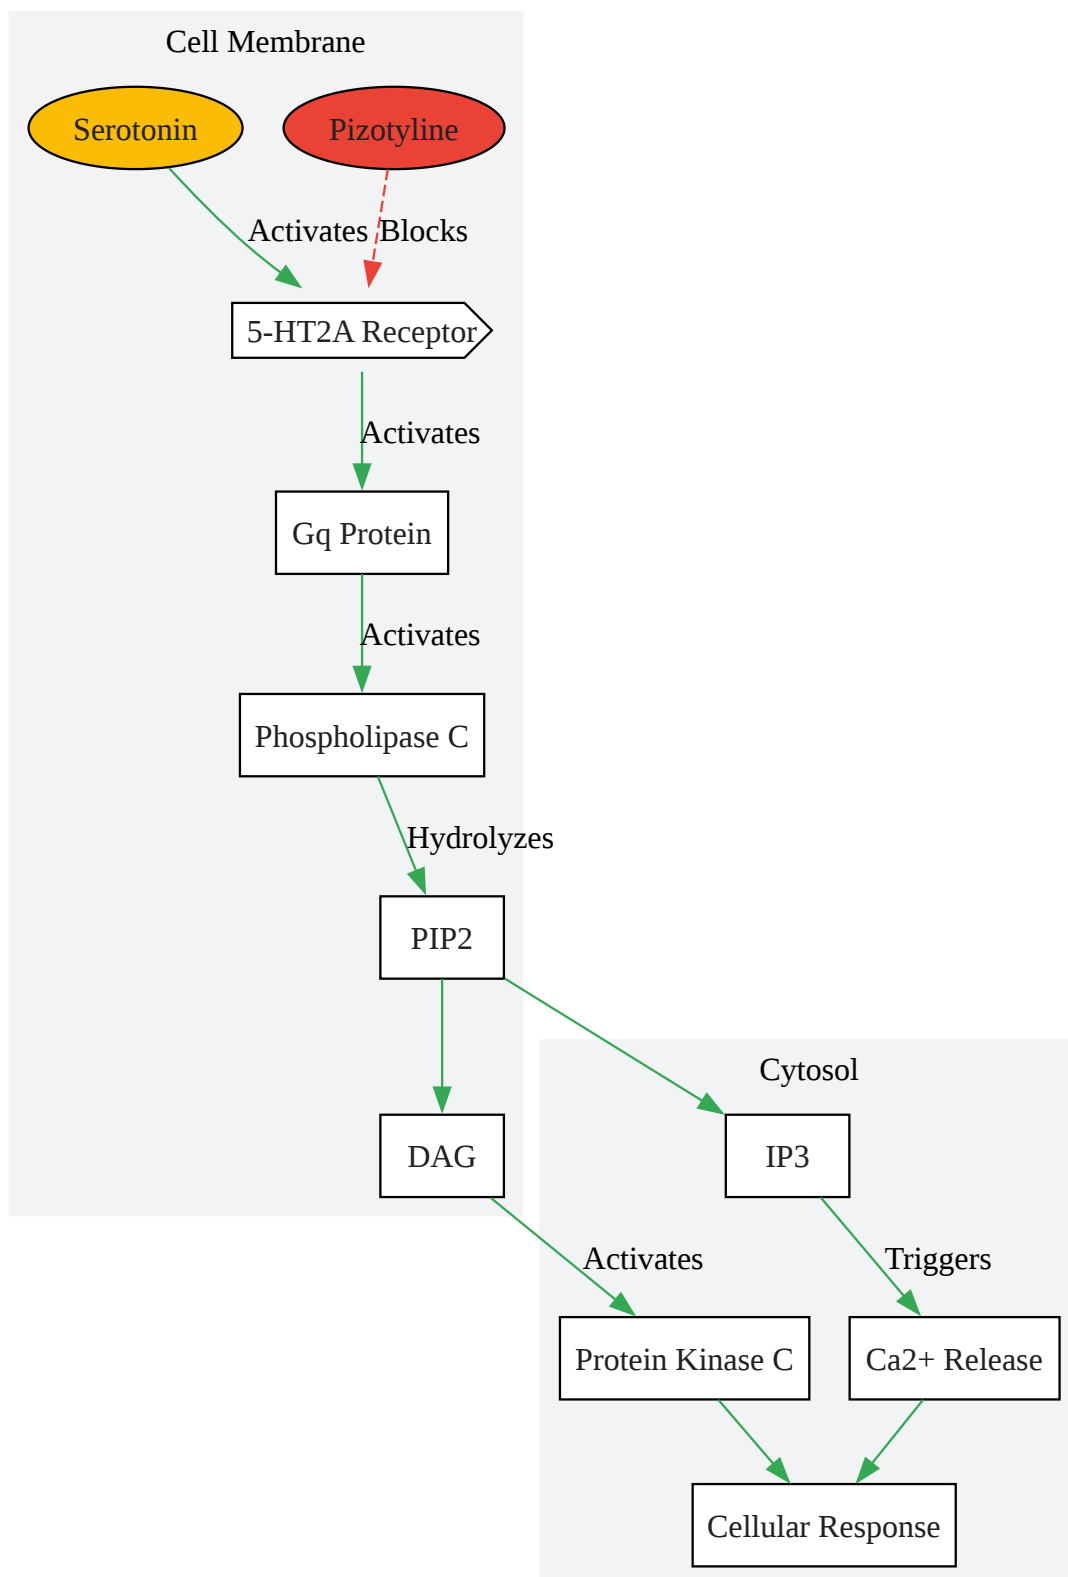 Cell Membrane
Serotonin
Pizotyline
Activates
Blocks
5-HT2A Receptor
Activates
Gq Protein
Activates
Phospholipase C
Hydrolyzes
PIP2
Cytosol
DAG
IP3
Activates
Triggers
Protein Kinase C
Ca2+ Release
Cellular Response